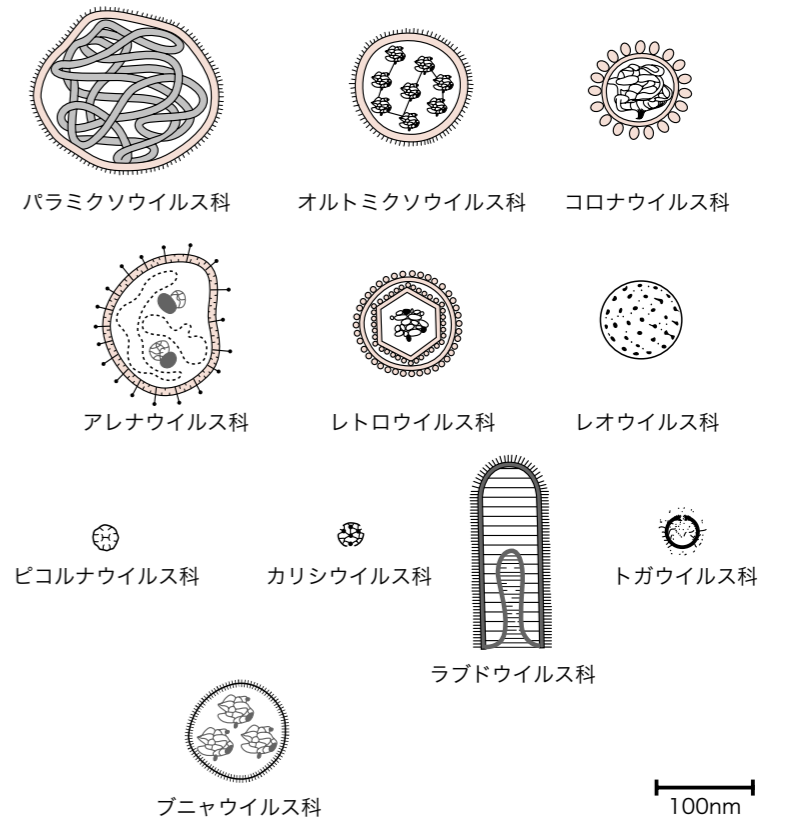 パラミクソウイルス科
オルトミクソウイルス科
コロナウイルス科
アレナウイルス科
レトロウイルス科
レオウイルス科
ピコルナウイルス科
カリシウイルス科
トガウイルス科
ラブドウイルス科
ブニャウイルス科
100nm